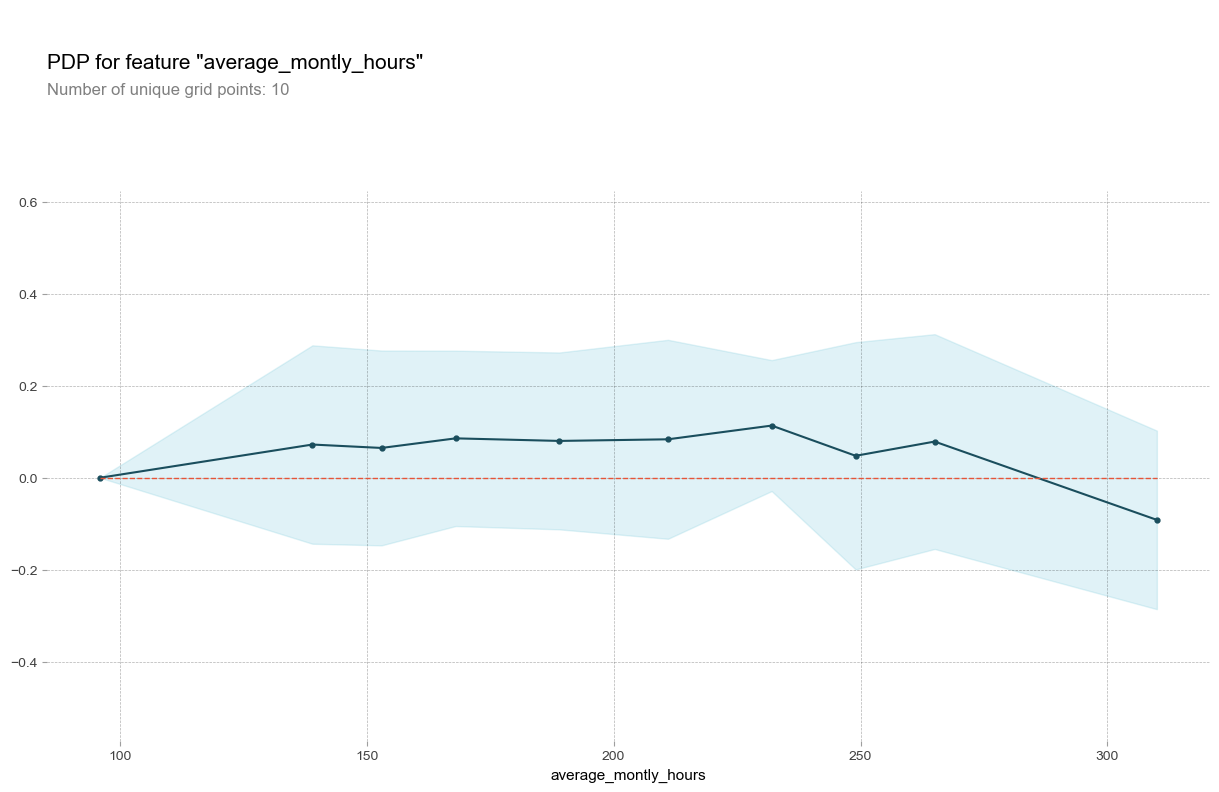 PDP for feature "average_montly_hours"
Number of unique grid points: 10
0.6
0.4
0.2
0.0
−0.2
−0.4
100 150 200 250 300
average_montly_hours